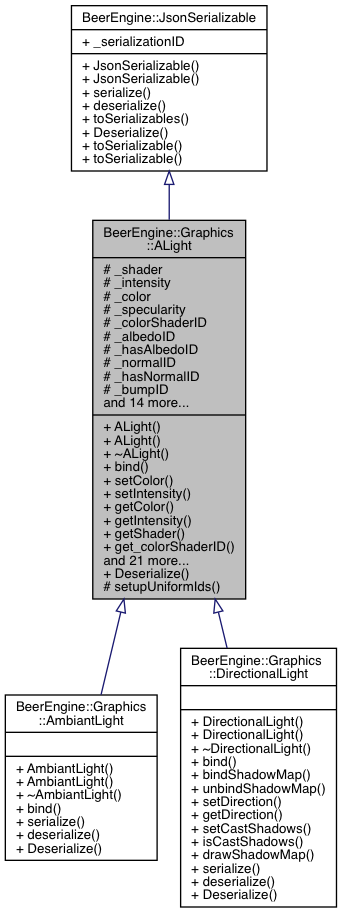 BeerEngine::JsonSerializable
+ _serializationID
+ JsonSerializable()
+ JsonSerializable()
+ serialize()
+ deserialize()
+ toSerializables()
+ Deserialize()
+ toSerializable()
+ toSerializable()
BeerEngine::Graphics
::ALight
# _shader
# _intensity
# _color
# _specularity
# _colorShaderID
# _albedoID
# _hasAlbedoID
# _normalID
# _hasNormalID
# _bumpID
and 14 more...
+ ALight()
+ ALight()
+ ~ALight()
+ bind()
+ setColor()
+ setIntensity()
+ getColor()
+ getIntensity()
+ getShader()
+ get_colorShaderID()
and 21 more...
+ Deserialize()
# setupUniformIds()
BeerEngine::Graphics
::AmbiantLight
+ AmbiantLight()
+ AmbiantLight()
+ ~AmbiantLight()
+ bind()
+ serialize()
+ deserialize()
+ Deserialize()
BeerEngine::Graphics
::DirectionalLight
+ DirectionalLight()
+ DirectionalLight()
+ ~DirectionalLight()
+ bind()
+ bindShadowMap()
+ unbindShadowMap()
+ setDirection()
+ getDirection()
+ setCastShadows()
+ isCastShadows()
+ drawShadowMap()
+ serialize()
+ deserialize()
+ Deserialize()